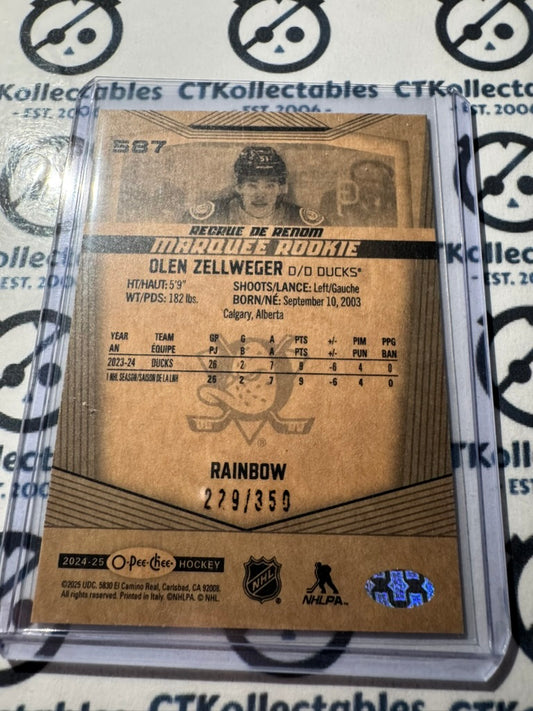 Kollectables CTKollectables CTKo
- EST. 2006 -
587
RECRUE DE RENOM
MARQUEE ROOKIE
OLEN ZELLWEGER D/D DUCKS®
HT/HAUT: 5'9" SHOOTS/LANCE: Left/Gauche
WT/PDS: 182 lbs. BORN/NÉ: September 10, 2003
Calgary, Alberta
YEAR TEAM GP G A PTS +/- PIM PPG
AN ÉQUIPE PJ B A PTS +/- PUN BAN
2023-24 DUCKS 26 2 7 9 -6 4 0
1 NHL SEASON/SAISON DE LA LNH 26 2 7 9 -6 4 0
RAINBOW
229/350
2024-25 O-Pee-Chee HOCKEY
©2025 UDC. 5830 El Camino Real, Carlsbad, CA 92008.
All rights reserved. Printed in Italy. ©NHLPA. © NHL.
NHL
NHLPA
CTKollectables CTKollectables